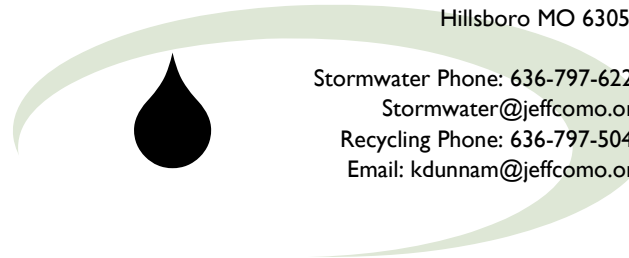 Hillsboro MO 6305
Stormwater Phone: 636-797-622
Stormwater@jeffcomo.or
Recycling Phone: 636-797-504
Email: kdunnam@jeffcomo.or